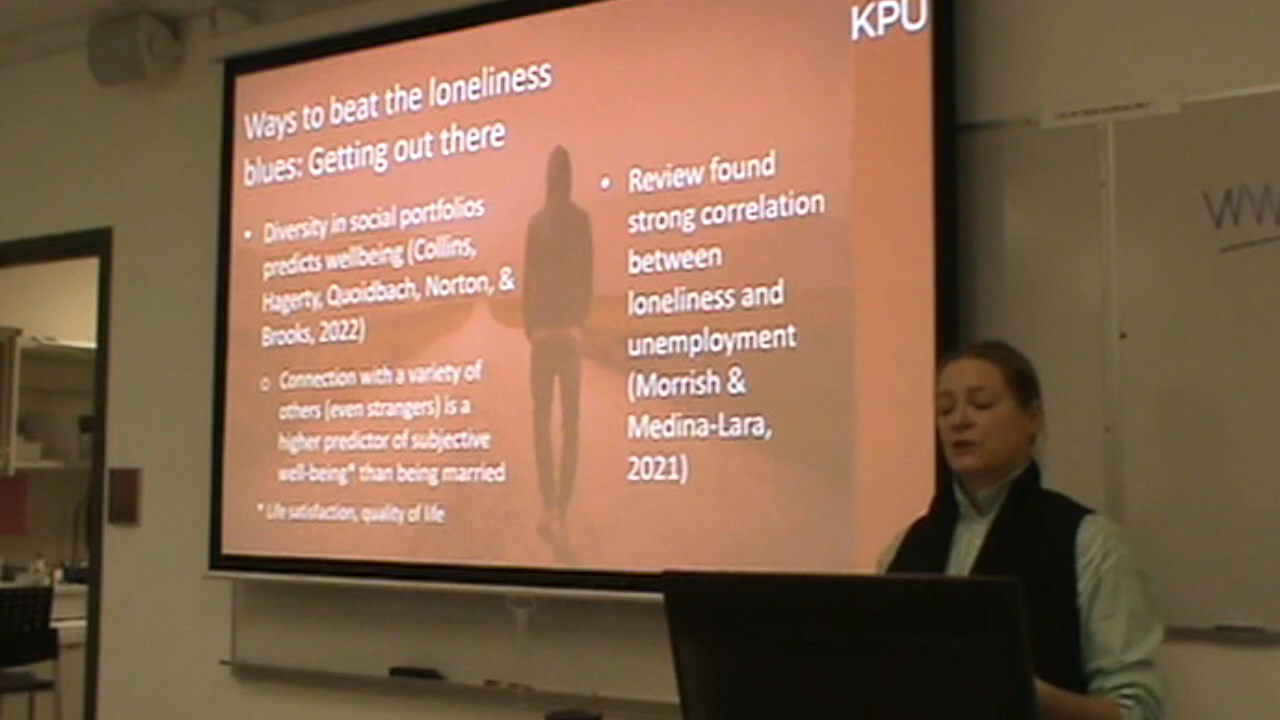 KPU
Ways to beat the loneliness
blues: Getting out there
• Diversity in social portfolios
predicts wellbeing (Collins,
Hagerty, Quoidbach, Norton, &
Brooks, 2022)
o Connection with a variety of
others (even strangers) is a
higher predictor of subjective
well-being* than being married
* Life satisfaction, quality of life
• Review found
strong correlation
between
loneliness and
unemployment
(Morrish &
Medina-Lara,
2021)